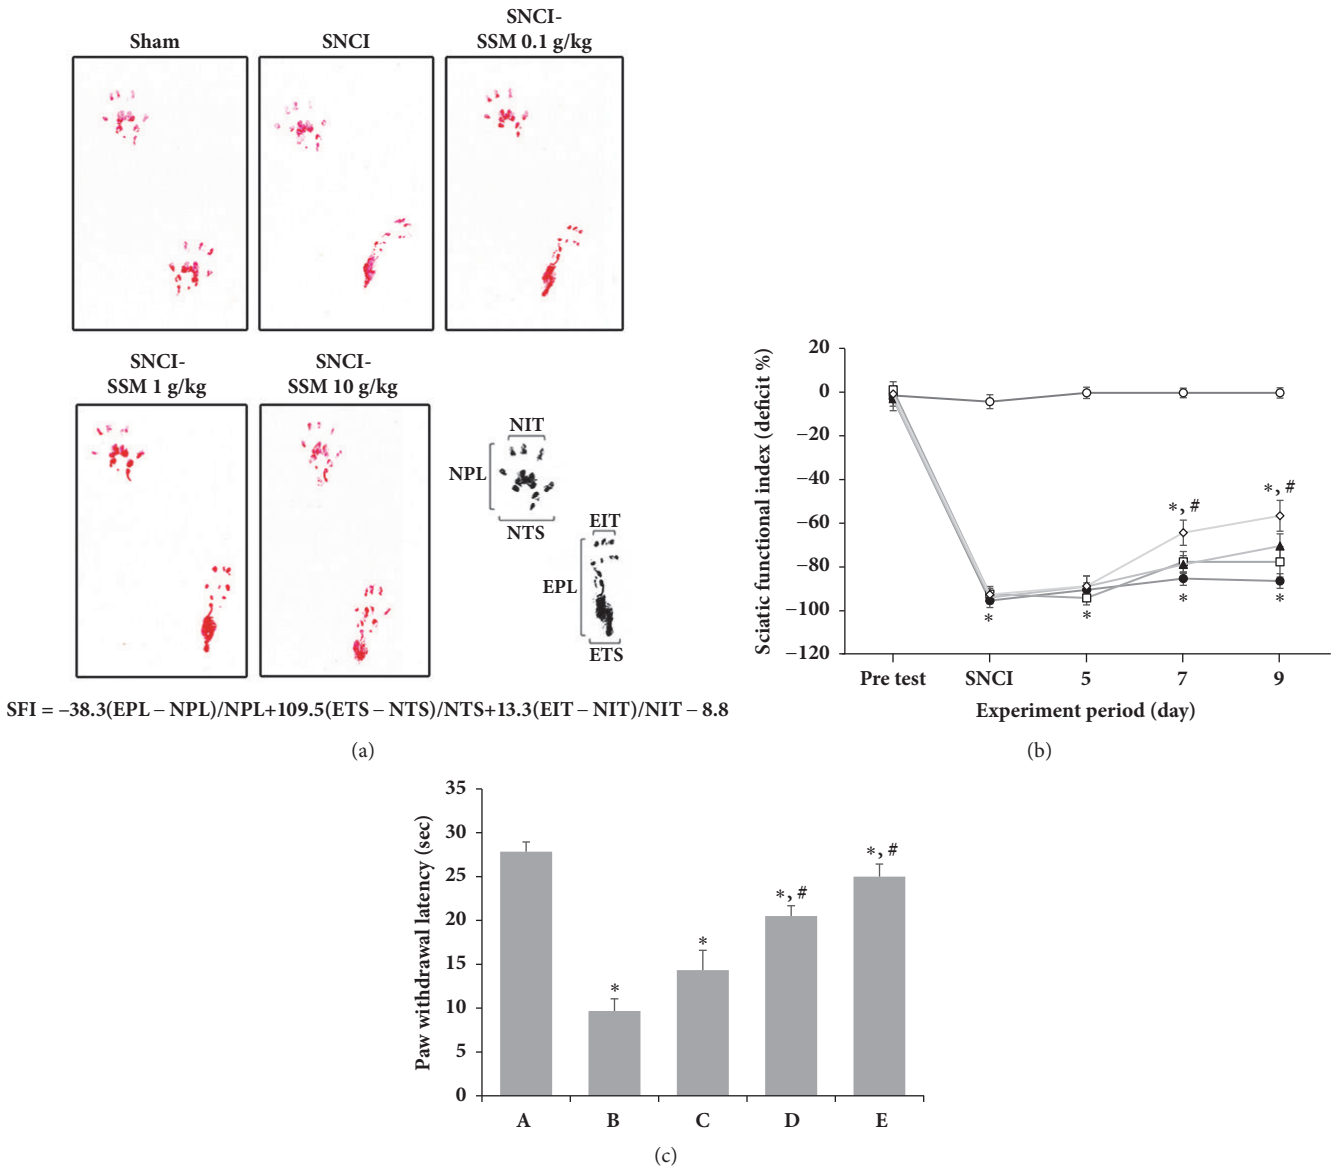 Sham
SNCI
SNCI-
SSM 0.1 g/kg
SNCI-
SSM 1 g/kg
SNCI-
SSM 10 g/kg
NIT
NPL
NTS
EIT
EPL
ETS
SFI = –38.3(EPL – NPL)/NPL+109.5(ETS – NTS)/NTS+13.3(EIT – NIT)/NIT – 8.8
(a)
Sciatic functional index (deficit %)
20
0
–20
–40
–60
–80
–100
–120
*, #
*, #
*
*
*
*
Pre test
SNCI
5
7
9
Experiment period (day)
(b)
Paw withdrawal latency (sec)
35
30
25
20
15
10
5
0
*
*
*, #
*, #
A
B
C
D
E
(c)